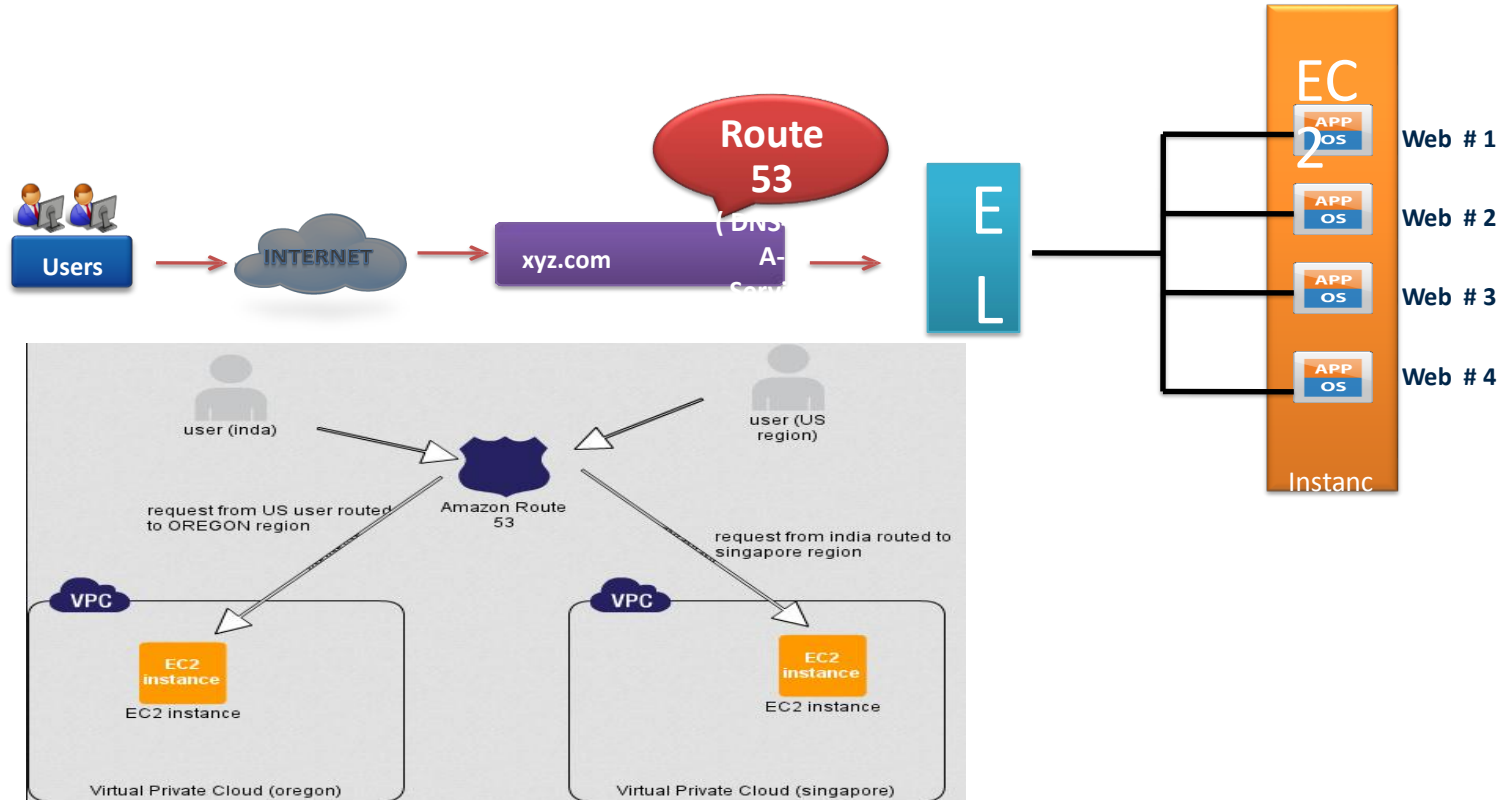 Users
INTERNET
xyz.com
Route
53
( DNS-
A-
E
L
EC
2
APP
OS
Web # 1
APP
OS
Web # 2
APP
OS
Web # 3
APP
OS
Web # 4
Instanc
user (inda)
user (US
region)
Amazon Route
53
request from US user routed
to OREGON region
request from india routed to
singapore region
VPC
EC2
instance
EC2 instance
Virtual Private Cloud (oregon)
VPC
EC2
instance
EC2 instance
Virtual Private Cloud (singapore)